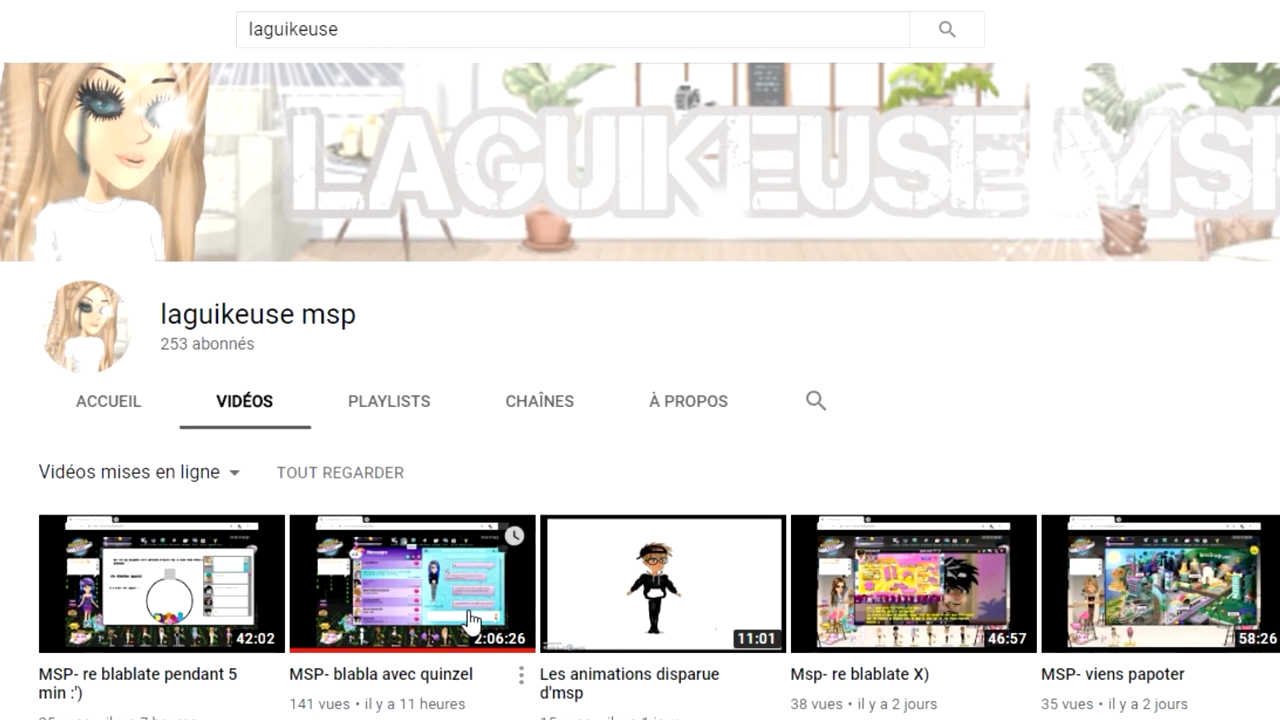 laguikeuse
LAGUIKEUSE MSP
laguikeuse msp
253 abonnés
ACCUEIL VIDÉOS PLAYLISTS CHAÎNES À PROPOS
Vidéos mises en ligne TOUT REGARDER
42:02 2:06:26 11:01 46:57 58:26
MSP- re blablate pendant 5 min :')
MSP- blabla avec quinzel
141 vues • il y a 11 heures
Les animations disparue d'msp
Msp- re blablate X)
38 vues • il y a 2 jours
MSP- viens papoter
35 vues • il y a 2 jours